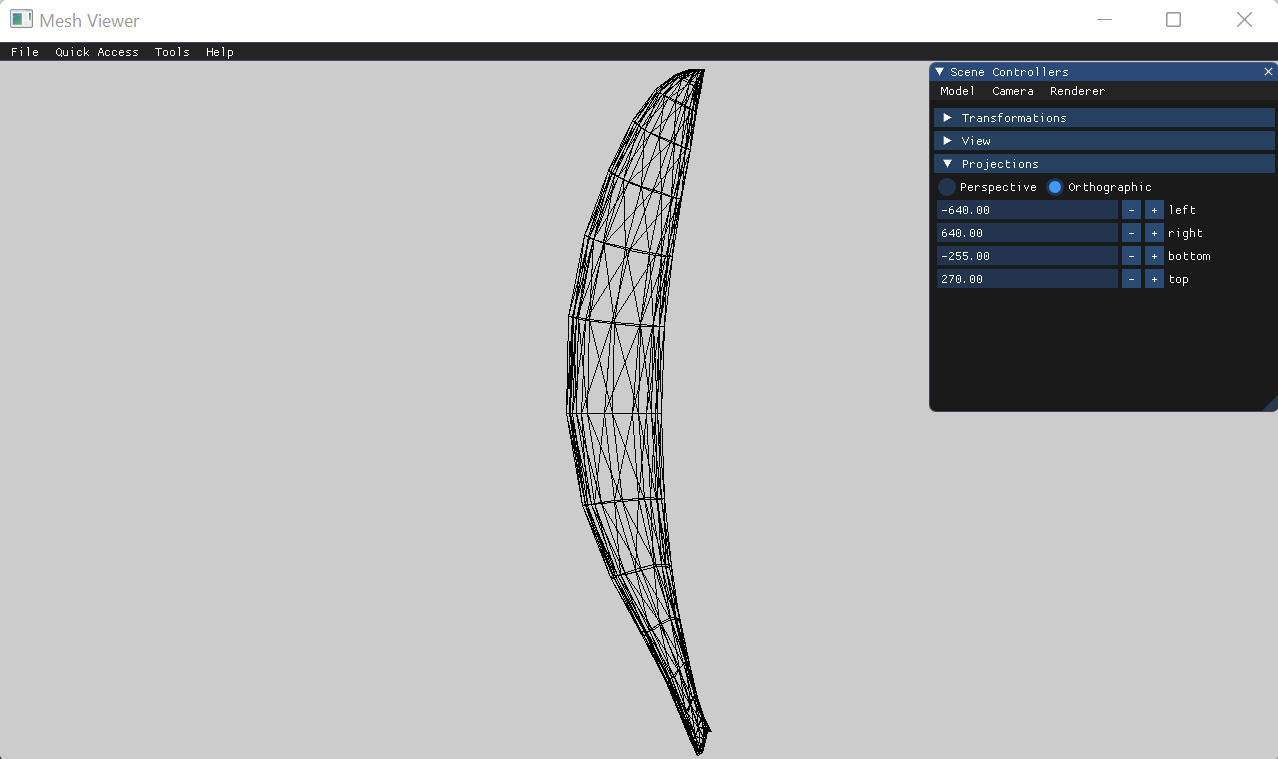 Mesh Viewer
File Quick Access Tools Help
Scene Controllers
Model Camera Renderer
Transformations
View
Projections
Perspective Orthographic
-640.00 - + left
640.00 - + right
-255.00 - + bottom
270.00 - + top